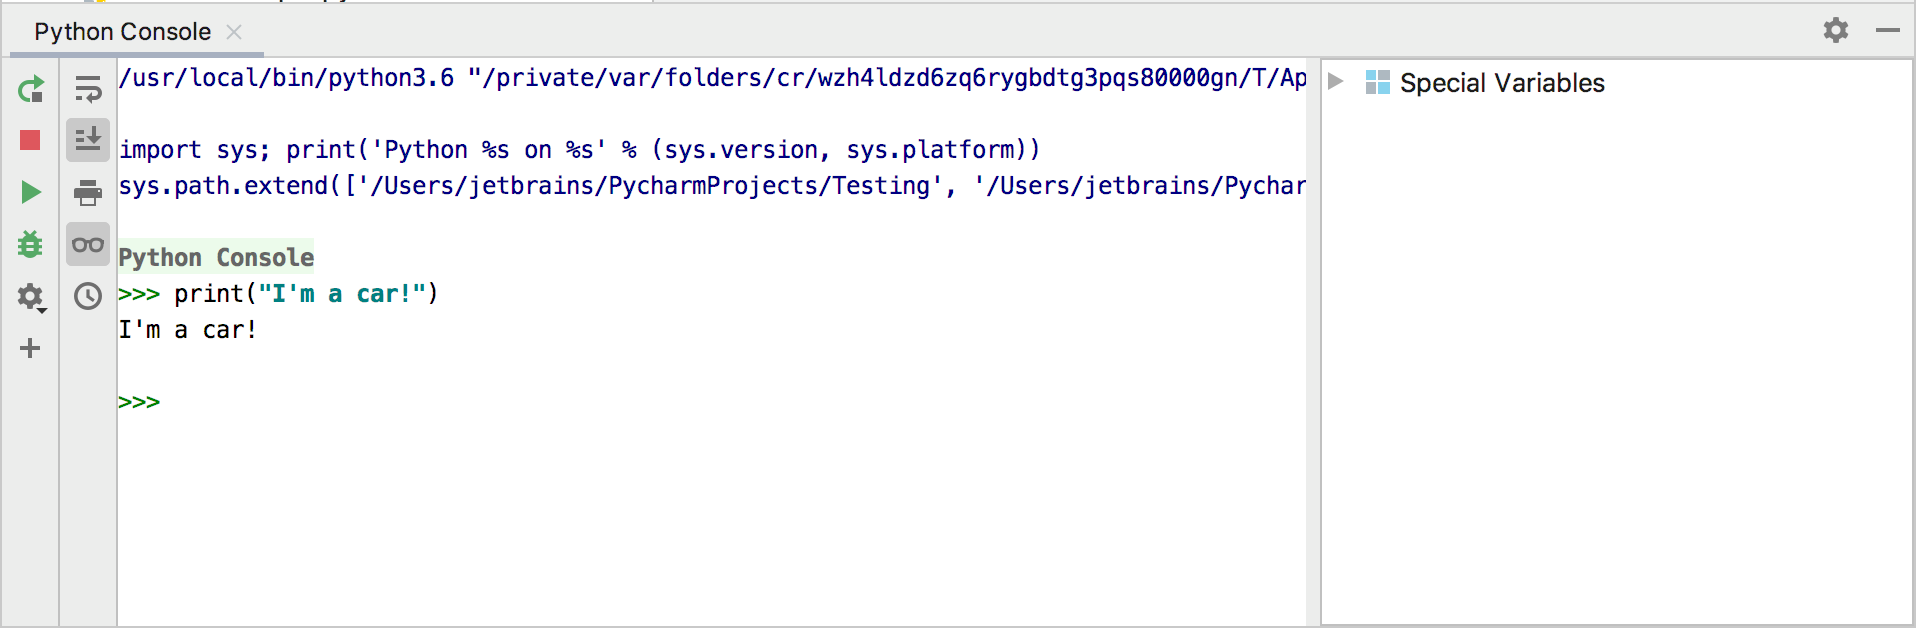 Python Console
/usr/local/bin/python3.6 "/private/var/folders/cr/wzh4ldzd6zq6rygbdtg3pqs80000gn/T/Ap
import sys; print('Python %s on %s' % (sys.version, sys.platform))
sys.path.extend(['/Users/jetbrains/PycharmProjects/Testing', '/Users/jetbrains/Pychar
Python Console
>>> print("I'm a car!")
I'm a car!
>>>
Special Variables